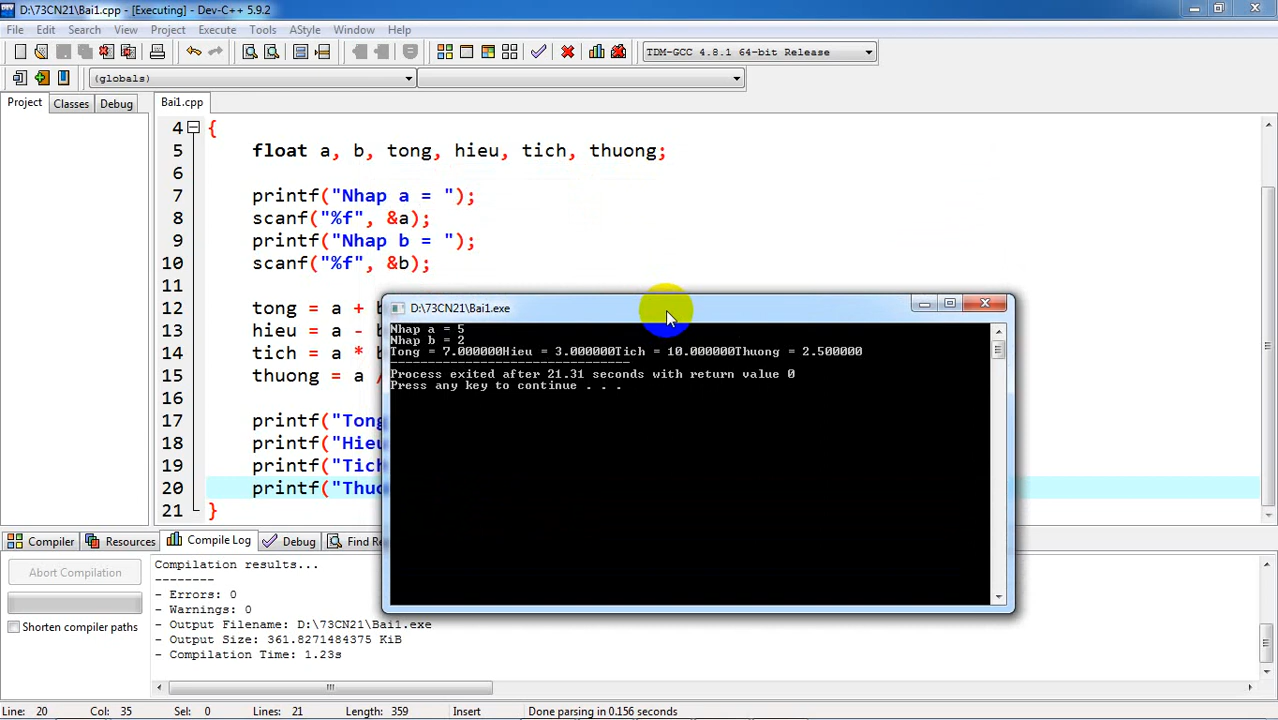 D:\73CN21\Bai1.cpp - [Executing] - Dev-C++ 5.9.2
File Edit Search View Project Execute Tools AStyle Window Help
TDM-GCC 4.8.1 64-bit Release
(globals)
Project Classes Debug Bai1.cpp
4 {
5 float a, b, tong, hieu, tich, thuong;
6
7 printf("Nhap a = ");
8 scanf("%f", &a);
9 printf("Nhap b = ");
10 scanf("%f", &b);
11
12 tong = a + b
13 hieu = a -
14 tich = a *
15 thuong = a /
16
17 printf("Tong
18 printf("Hieu
19 printf("Tich
20 printf("Thuo
21 }
D:\73CN21\Bai1.exe
Nhap a = 5
Nhap b = 2
Tong = 7.000000Hieu = 3.000000Tich = 10.000000Thuong = 2.500000
--------------------------------
Process exited after 21.31 seconds with return value 0
Press any key to continue . . .
Compiler Resources Compile Log Debug Find Re
Abort Compilation
Shorten compiler paths
Compilation results...
--------
- Errors: 0
- Warnings: 0
- Output Filename: D:\73CN21\Bai1.exe
- Output Size: 361.8271484375 KiB
- Compilation Time: 1.23s
Line: 20 Col: 35 Sel: 0 Lines: 21 Length: 359 Insert Done parsing in 0.156 seconds